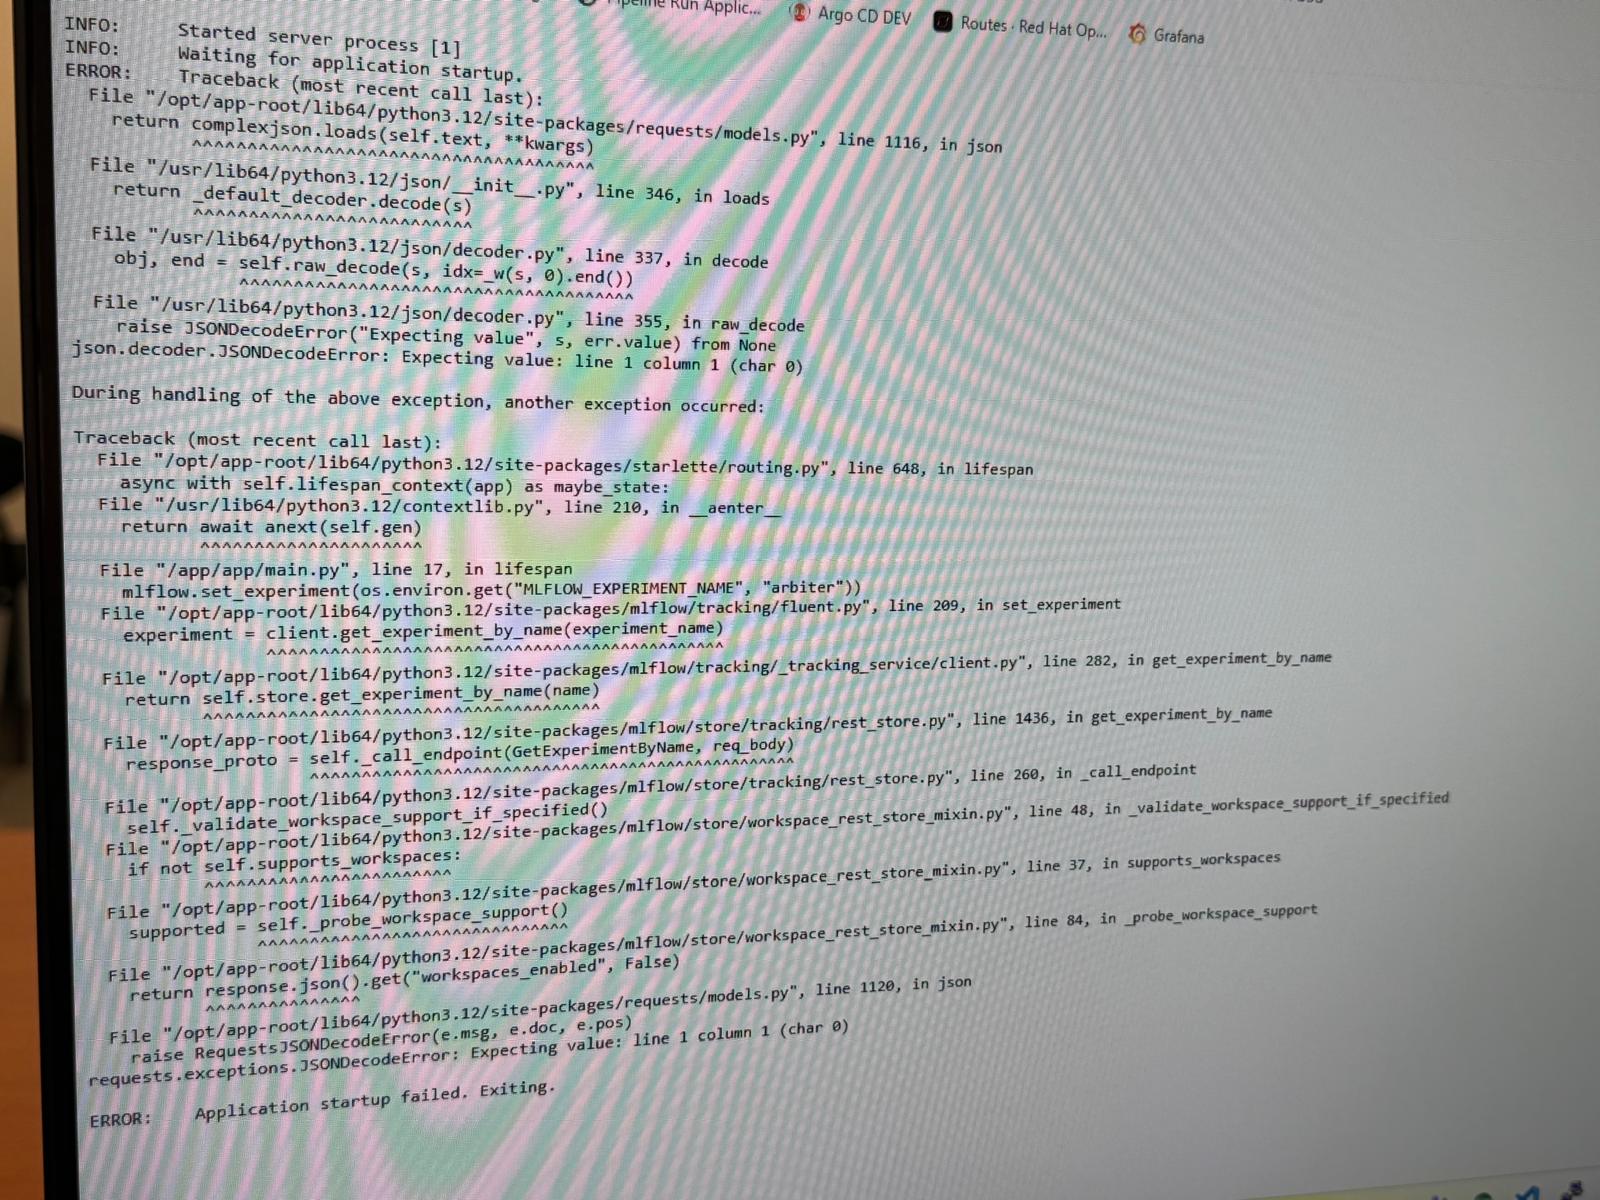 Run Applic...
Argo CD DEV
Routes · Red Hat Op...
Grafana
INFO: Started server process [1]
INFO: Waiting for application startup.
ERROR: Traceback (most recent call last):
File "/opt/app-root/lib64/python3.12/site-packages/requests/models.py", line 1116, in json
return complexjson.loads(self.text, **kwargs)
^^^^^^^^^^^^^^^^^^^^^^^^^^^^^^^^^^^^^
File "/usr/lib64/python3.12/json/__init__.py", line 346, in loads
return _default_decoder.decode(s)
^^^^^^^^^^^^^^^^^^^^^^^^^^
File "/usr/lib64/python3.12/json/decoder.py", line 337, in decode
obj, end = self.raw_decode(s, idx=_w(s, 0).end())
^^^^^^^^^^^^^^^^^^^^^^^^^^^^^^^^^^^^^^
File "/usr/lib64/python3.12/json/decoder.py", line 355, in raw_decode
raise JSONDecodeError("Expecting value", s, err.value) from None
json.decoder.JSONDecodeError: Expecting value: line 1 column 1 (char 0)
During handling of the above exception, another exception occurred:
Traceback (most recent call last):
File "/opt/app-root/lib64/python3.12/site-packages/starlette/routing.py", line 648, in lifespan
async with self.lifespan_context(app) as maybe_state:
File "/usr/lib64/python3.12/contextlib.py", line 210, in __aenter__
return await anext(self.gen)
^^^^^^^^^^^^^^^^^^^^^
File "/app/app/main.py", line 17, in lifespan
mlflow.set_experiment(os.environ.get("MLFLOW_EXPERIMENT_NAME", "arbiter"))
File "/opt/app-root/lib64/python3.12/site-packages/mlflow/tracking/fluent.py", line 209, in set_experiment
experiment = client.get_experiment_by_name(experiment_name)
^^^^^^^^^^^^^^^^^^^^^^^^^^^^^^^^^^^^^^^^^^^^^^
File "/opt/app-root/lib64/python3.12/site-packages/mlflow/tracking/_tracking_service/client.py", line 282, in get_experiment_by_name
return self.store.get_experiment_by_name(name)
^^^^^^^^^^^^^^^^^^^^^^^^^^^^^^^^^^^^^^^
File "/opt/app-root/lib64/python3.12/site-packages/mlflow/store/tracking/rest_store.py", line 1436, in get_experiment_by_name
response_proto = self._call_endpoint(GetExperimentByName, req_body)
^^^^^^^^^^^^^^^^^^^^^^^^^^^^^^^^^^^^^^^^^^^^^^^^^^
File "/opt/app-root/lib64/python3.12/site-packages/mlflow/store/tracking/rest_store.py", line 260, in _call_endpoint
self._validate_workspace_support_if_specified()
File "/opt/app-root/lib64/python3.12/site-packages/mlflow/store/workspace_rest_store_mixin.py", line 48, in _validate_workspace_support_if_specified
if not self.supports_workspaces:
^^^^^^^^^^^^^^^^^^^^^^^^
File "/opt/app-root/lib64/python3.12/site-packages/mlflow/store/workspace_rest_store_mixin.py", line 37, in supports_workspaces
supported = self._probe_workspace_support()
^^^^^^^^^^^^^^^^^^^^^^^^^^^^^^^
File "/opt/app-root/lib64/python3.12/site-packages/mlflow/store/workspace_rest_store_mixin.py", line 84, in _probe_workspace_support
return response.json().get("workspaces_enabled", False)
^^^^^^^^^^^^^^^
File "/opt/app-root/lib64/python3.12/site-packages/requests/models.py", line 1120, in json
raise RequestsJSONDecodeError(e.msg, e.doc, e.pos)
requests.exceptions.JSONDecodeError: Expecting value: line 1 column 1 (char 0)
ERROR: Application startup failed. Exiting.